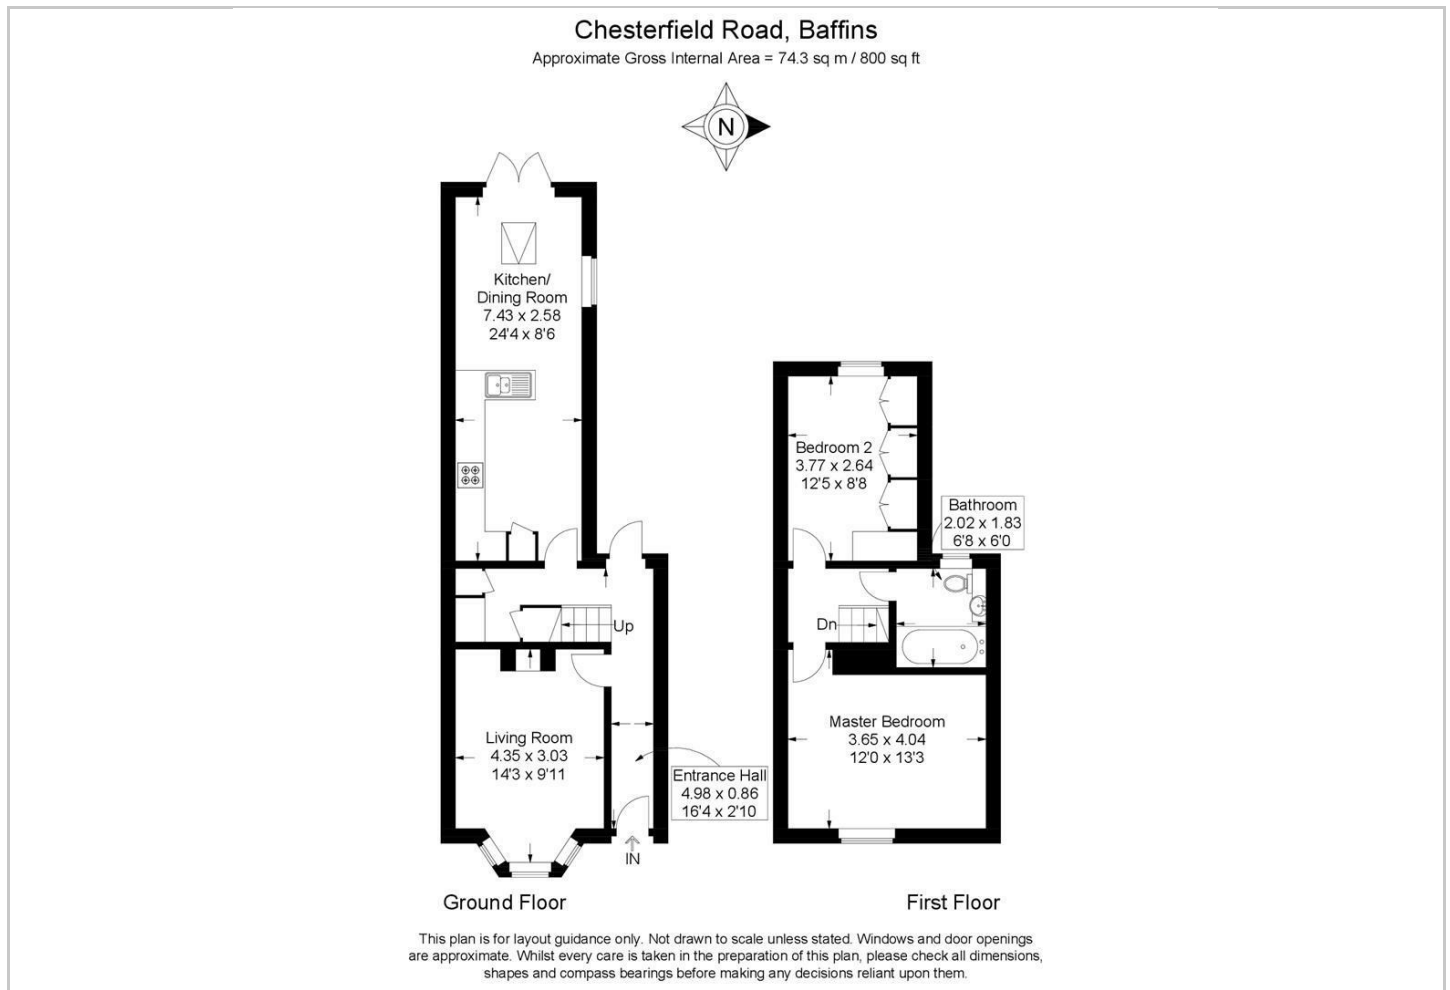 Chesterfield Road, Baffins
Approximate Gross Internal Area = 74.3 sq m / 800 sq ft
N
Kitchen/
Dining Room
7.43 x 2.58
24'4 x 8'6
Bedroom 2
3.77 x 2.64
12'5 x 8'8
Bathroom
2.02 x 1.83
6'8 x 6'0
Up
Dn
Living Room
4.35 x 3.03
14'3 x 9'11
Master Bedroom
3.65 x 4.04
12'0 x 13'3
Entrance Hall
4.98 x 0.86
16'4 x 2'10
IN
Ground Floor
First Floor
This plan is for layout guidance only. Not drawn to scale unless stated. Windows and door openings
are approximate. Whilst every care is taken in the preparation of this plan, please check all dimensions,
shapes and compass bearings before making any decisions reliant upon them.